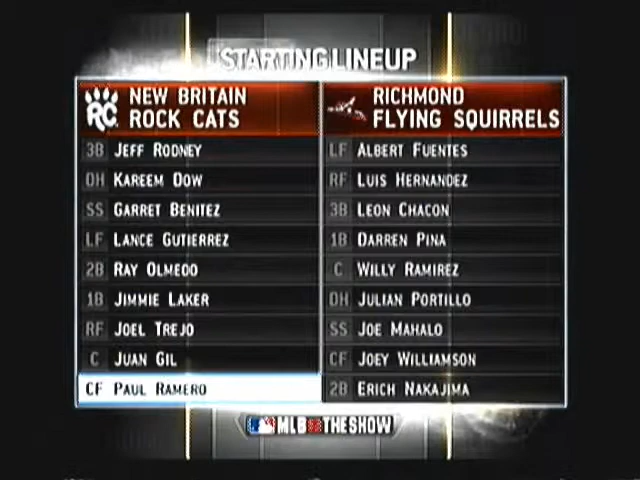 STARTING LINEUP
NEW BRITAIN
ROCK CATS
RC
3B JEFF RODNEY
DH KAREEM DOW
SS GARRET BENITEZ
LF LANCE GUTIERREZ
2B RAY OLMEDO
1B JIMMIE LAKER
RF JOEL TREJO
C JUAN GIL
CF PAUL RAMERO
RICHMOND
FLYING SQUIRRELS
LF ALBERT FUENTES
RF LUIS HERNANDEZ
3B LEON CHACON
1B DARREN PINA
C WILLY RAMIREZ
DH JULIAN PORTILLO
SS JOE MAHALO
CF JOEY WILLIAMSON
2B ERICH NAKAJIMA
MLB THE SHOW